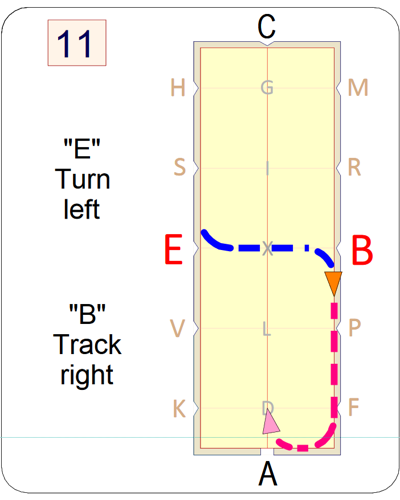 11
C
H G M
"E"
Turn
left
S I R
E X B
"B"
Track
right
V L P
K D F
A